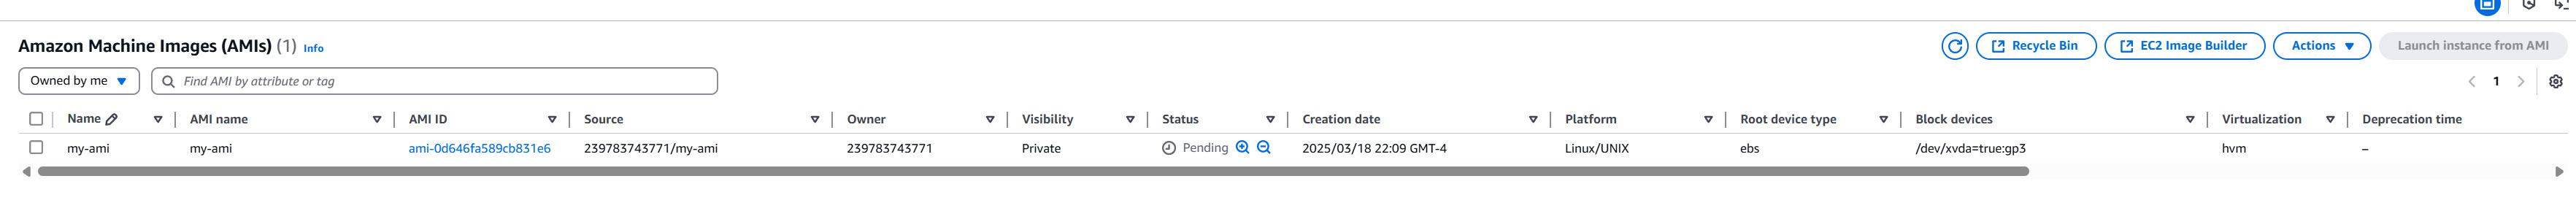 Amazon Machine Images (AMIs) (1) Info
Recycle Bin
EC2 Image Builder
Actions
Launch instance from AMI
Owned by me
Find AMI by attribute or tag
1
Name AMI name AMI ID Source Owner Visibility Status Creation date Platform Root device type Block devices Virtualization Deprecation time
my-ami my-ami ami-0d646fa589cb831e6 239783743771/my-ami 239783743771 Private Pending 2025/03/18 22:09 GMT-4 Linux/UNIX ebs /dev/xvda=true:gp3 hvm –